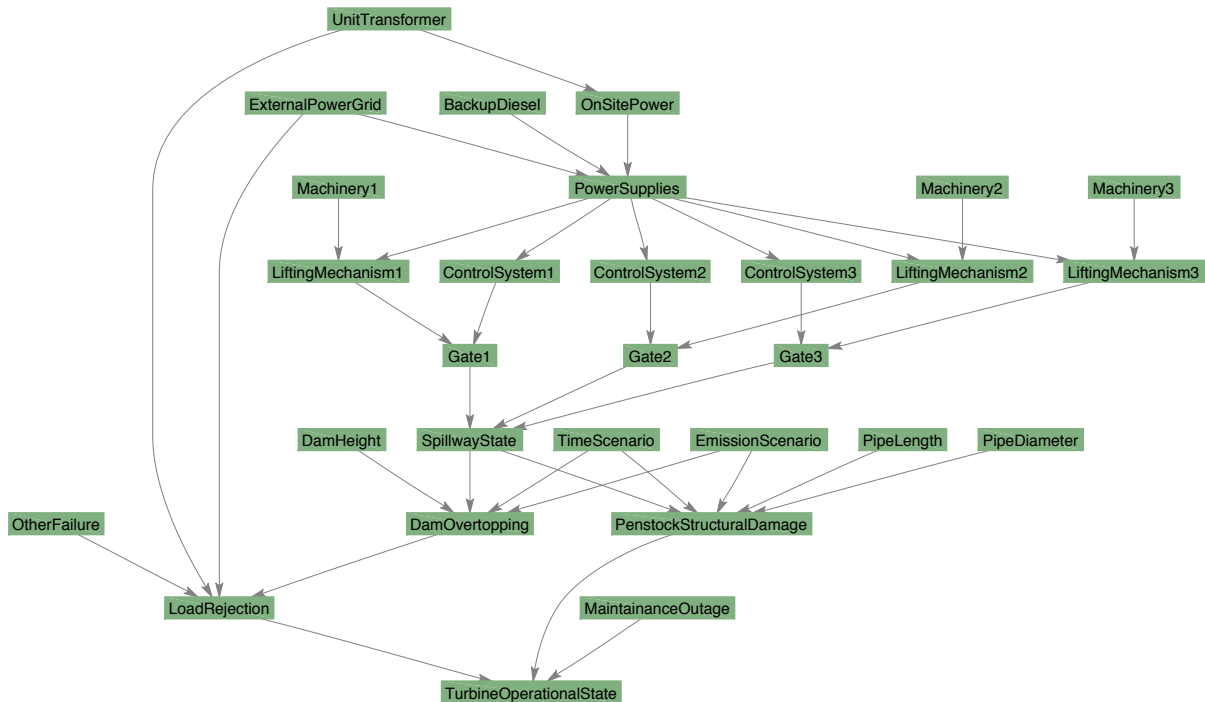 UnitTransformer
ExternalPowerGrid
BackupDiesel
OnSitePower
Machinery1
PowerSupplies
Machinery2
Machinery3
LiftingMechanism1
ControlSystem1
ControlSystem2
ControlSystem3
LiftingMechanism2
LiftingMechanism3
Gate1
Gate2
Gate3
DamHeight
SpillwayState
TimeScenario
EmissionScenario
PipeLength
PipeDiameter
OtherFailure
DamOvertopping
PenstockStructuralDamage
LoadRejection
MaintainanceOutage
TurbineOperationalState